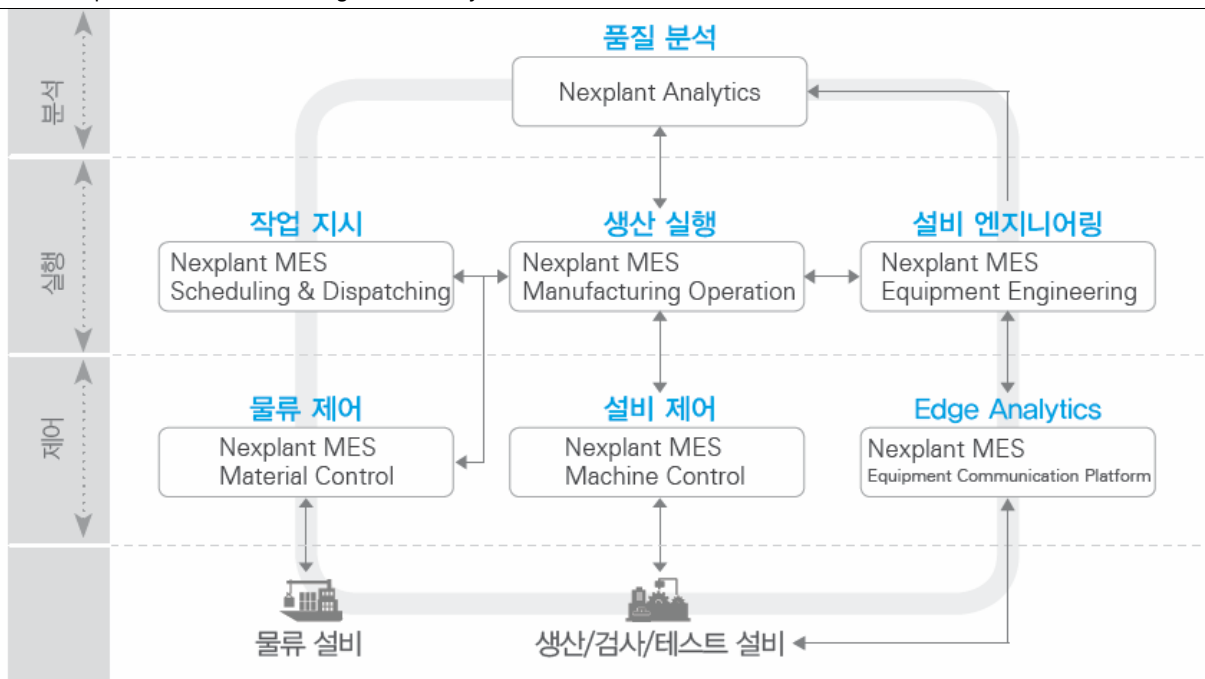 품질 분석
Nexplant Analytics
분석
작업 지시
Nexplant MES
Scheduling & Dispatching
생산 실행
Nexplant MES
Manufacturing Operation
설비 엔지니어링
Nexplant MES
Equipment Engineering
실행
물류 제어
Nexplant MES
Material Control
설비 제어
Nexplant MES
Machine Control
Edge Analytics
Nexplant MES
Equipment Communication Platform
제어
물류 설비
생산/검사/테스트 설비